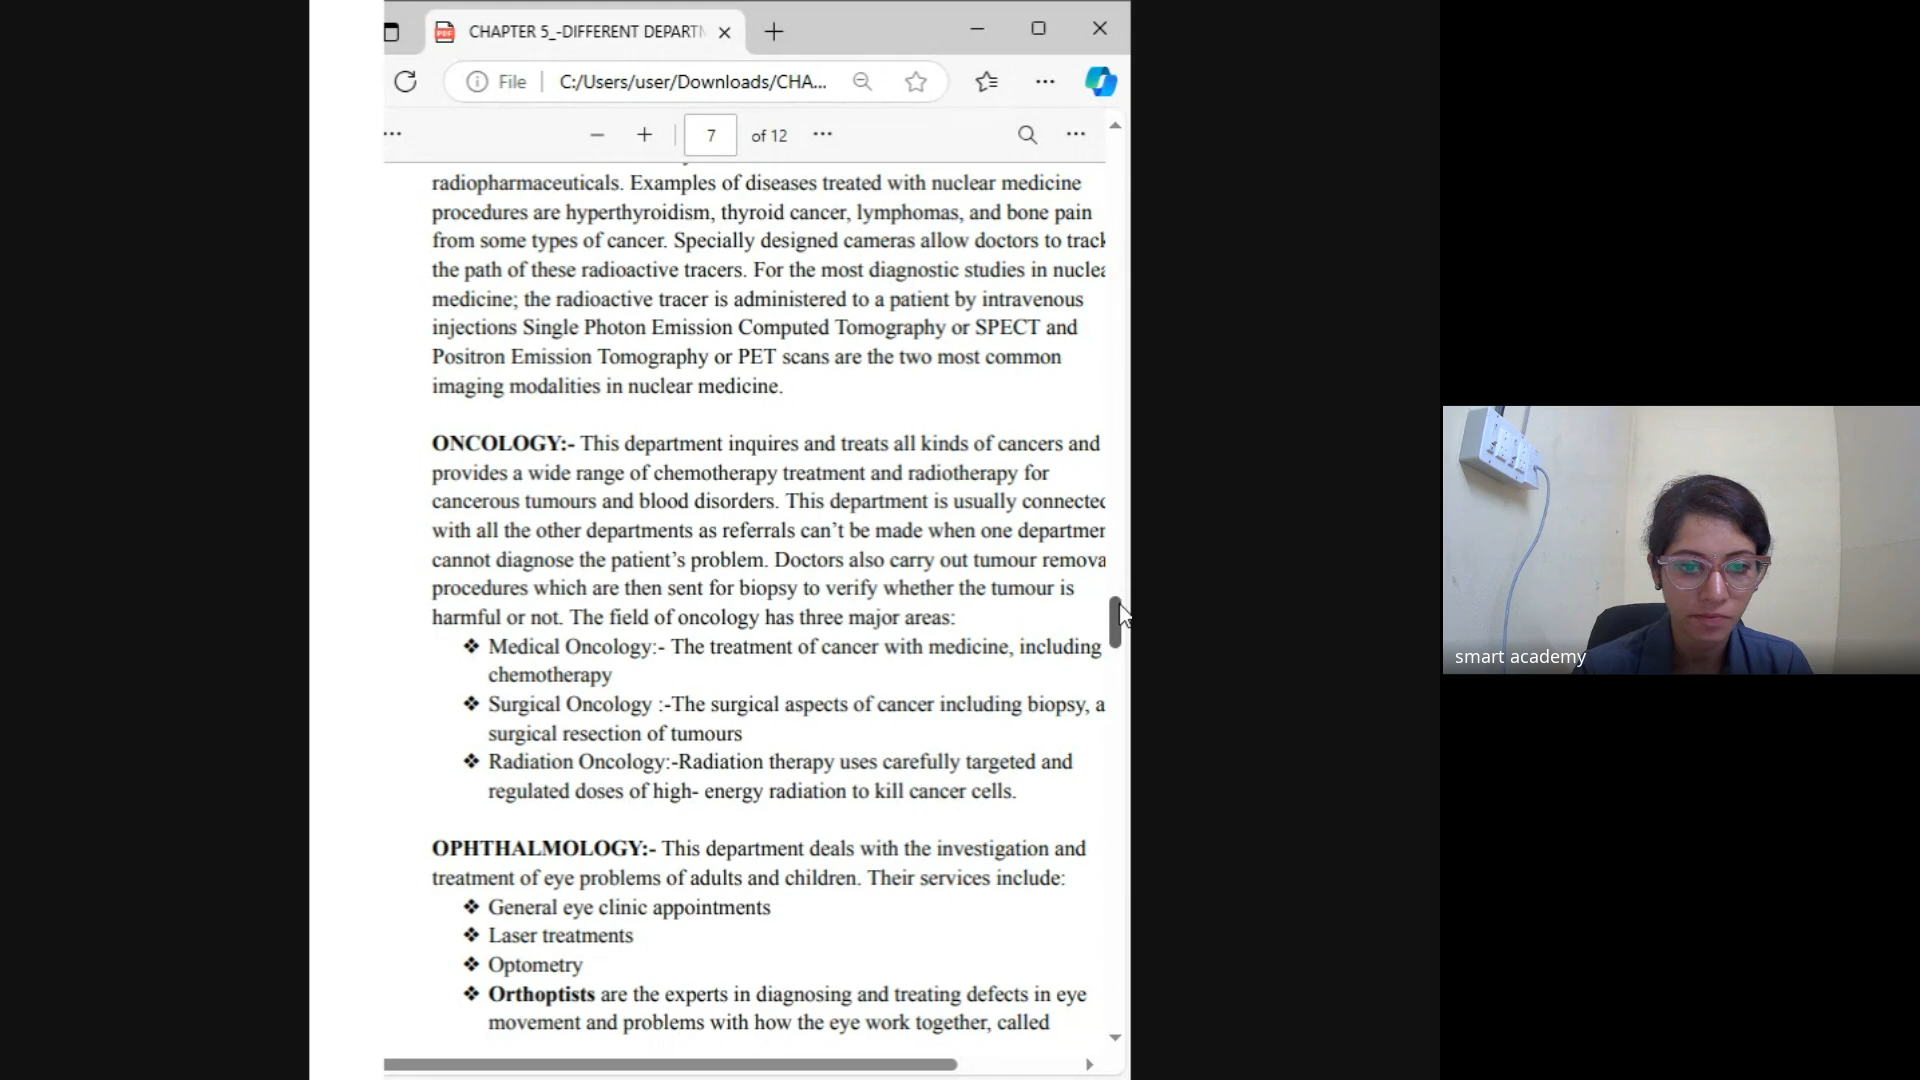 CHAPTER 5_-DIFFERENT DEPARTM
File
C:/Users/user/Downloads/CHA...
7 of 12
radiopharmaceuticals. Examples of diseases treated with nuclear medicine
procedures are hyperthyroidism, thyroid cancer, lymphomas, and bone pain
from some types of cancer. Specially designed cameras allow doctors to track
the path of these radioactive tracers. For the most diagnostic studies in nuclea
medicine; the radioactive tracer is administered to a patient by intravenous
injections Single Photon Emission Computed Tomography or SPECT and
Positron Emission Tomography or PET scans are the two most common
imaging modalities in nuclear medicine.
ONCOLOGY:- This department inquires and treats all kinds of cancers and
provides a wide range of chemotherapy treatment and radiotherapy for
cancerous tumours and blood disorders. This department is usually connected
with all the other departments as referrals can't be made when one departmen
cannot diagnose the patient's problem. Doctors also carry out tumour remova
procedures which are then sent for biopsy to verify whether the tumour is
harmful or not. The field of oncology has three major areas:
❖ Medical Oncology:- The treatment of cancer with medicine, including
chemotherapy
❖ Surgical Oncology :-The surgical aspects of cancer including biopsy, a
surgical resection of tumours
❖ Radiation Oncology:-Radiation therapy uses carefully targeted and
regulated doses of high- energy radiation to kill cancer cells.
OPHTHALMOLOGY:- This department deals with the investigation and
treatment of eye problems of adults and children. Their services include:
❖ General eye clinic appointments
❖ Laser treatments
❖ Optometry
❖ Orthoptists are the experts in diagnosing and treating defects in eye
movement and problems with how the eye work together, called
smart academy